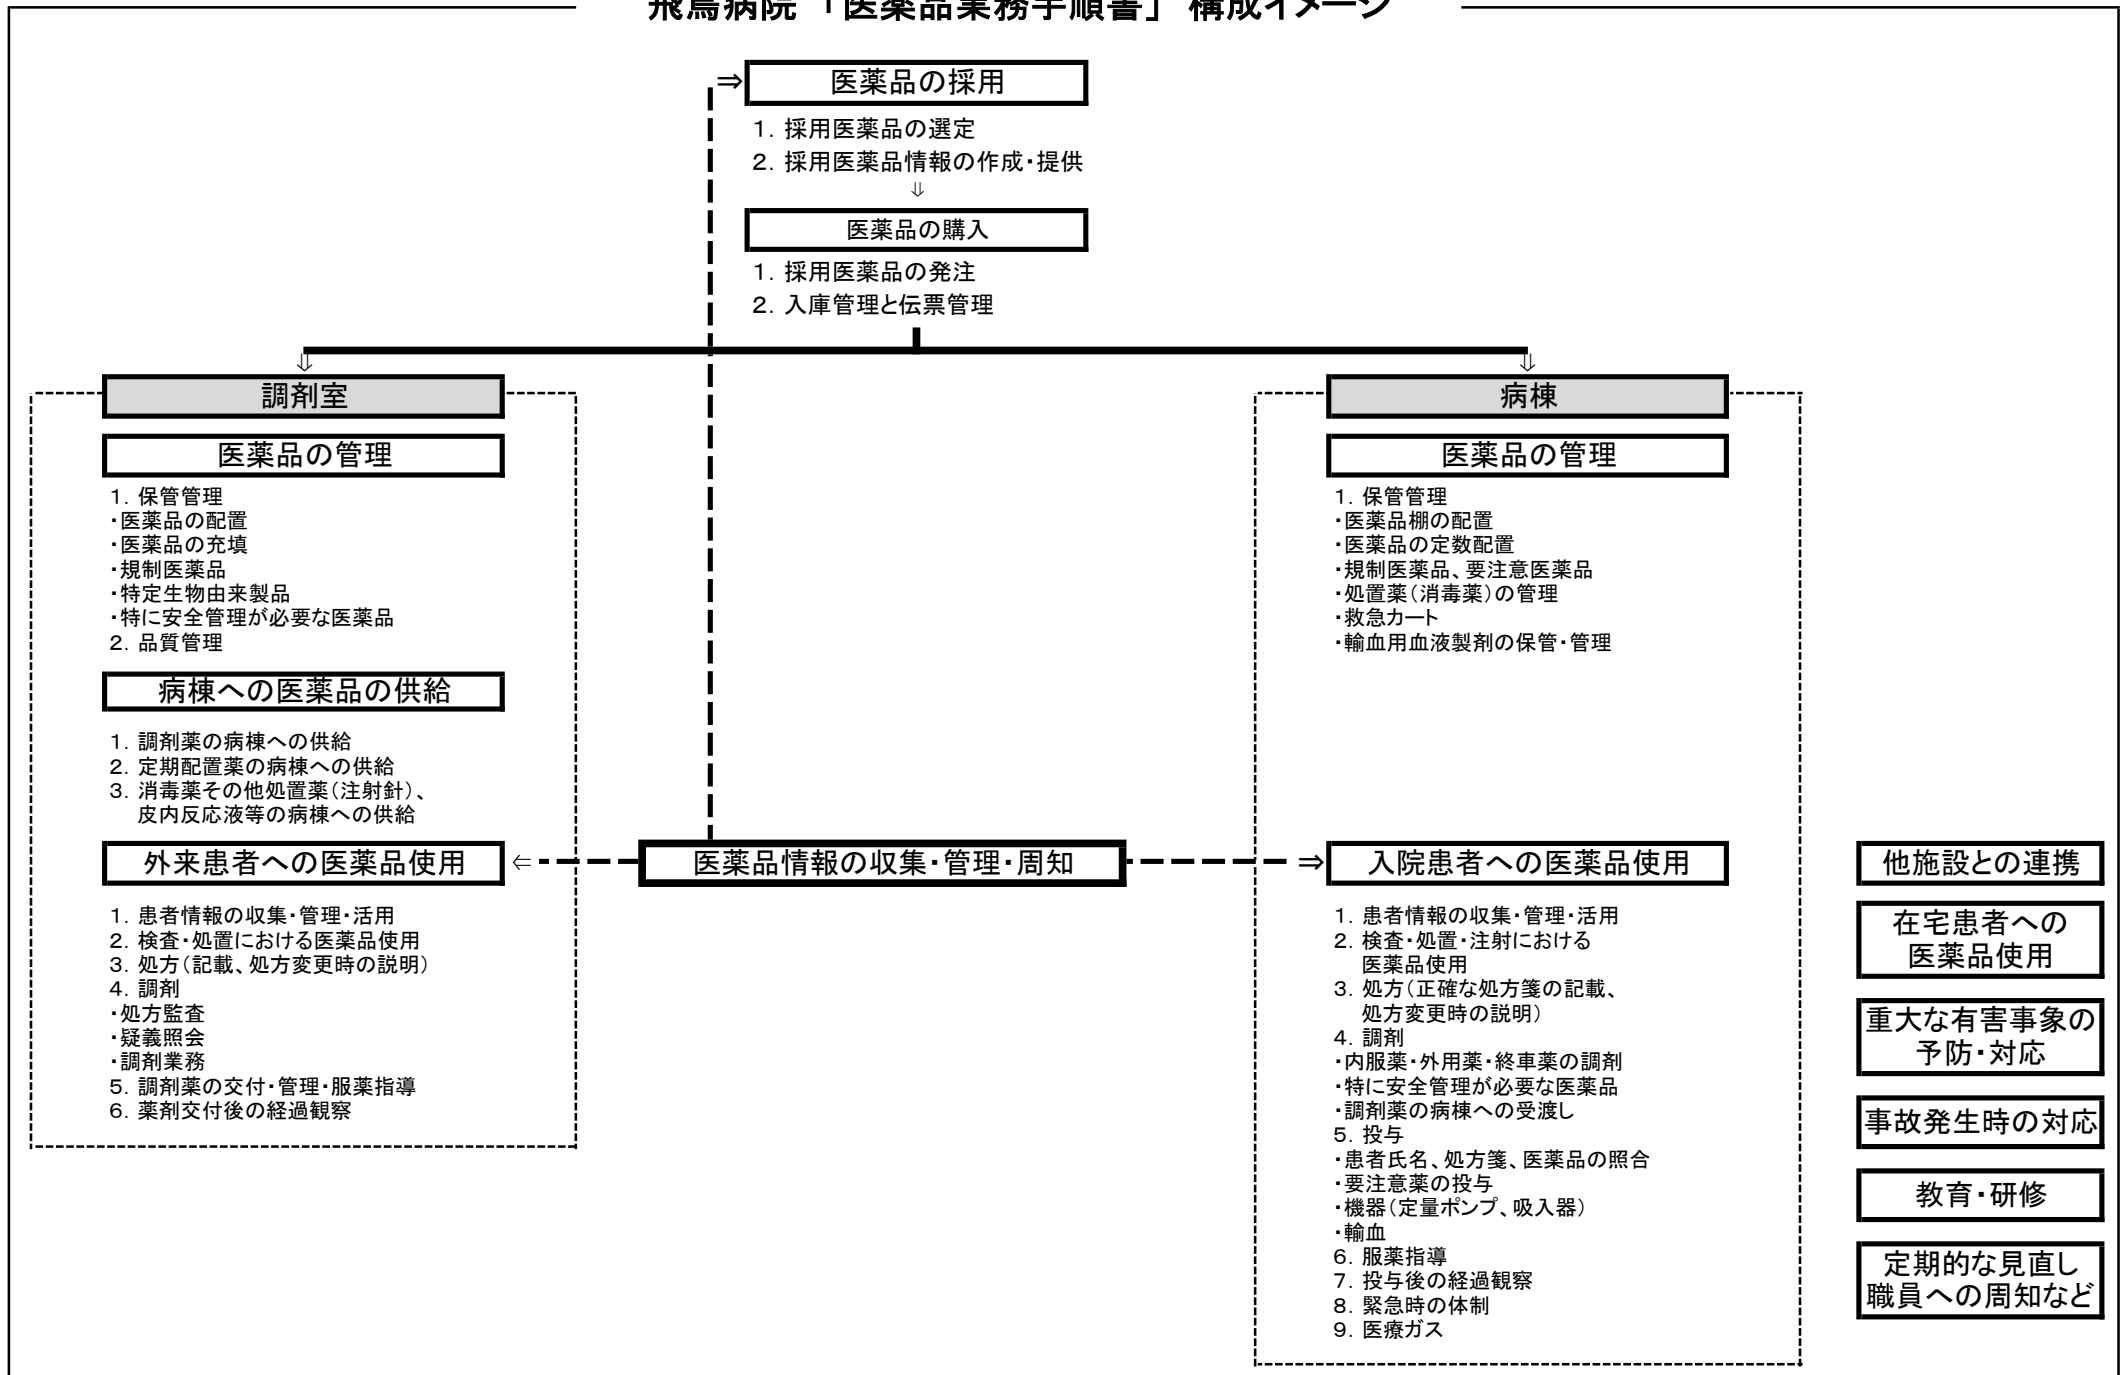 飛鳥病院 「医薬品業務手順書」 構成イメージ
⇒ 医薬品の採用
1．採用医薬品の選定
2．採用医薬品情報の作成・提供
⇓
医薬品の購入
1．採用医薬品の発注
2．入庫管理と伝票管理
⇓
⇓
調剤室
医薬品の管理
1．保管管理
・医薬品の配置
・医薬品の充填
・規制医薬品
・特定生物由来製品
・特に安全管理が必要な医薬品
2．品質管理
病棟への医薬品の供給
1．調剤薬の病棟への供給
2．定期配置薬の病棟への供給
3．消毒薬その他処置薬（注射針）、
皮内反応液等の病棟への供給
外来患者への医薬品使用
1．患者情報の収集・管理・活用
2．検査・処置における医薬品使用
3．処方（記載、処方変更時の説明）
4．調剤
・処方監査
・疑義照会
・調剤業務
5．調剤薬の交付・管理・服薬指導
6．薬剤交付後の経過観察
⇐ 医薬品情報の収集・管理・周知 ⇒
病棟
医薬品の管理
1．保管管理
・医薬品棚の配置
・医薬品の定数配置
・規制医薬品、要注意医薬品
・処置薬（消毒薬）の管理
・救急カート
・輸血用血液製剤の保管・管理
入院患者への医薬品使用
1．患者情報の収集・管理・活用
2．検査・処置・注射における
医薬品使用
3．処方（正確な処方箋の記載、
処方変更時の説明）
4．調剤
・内服薬・外用薬・終車薬の調剤
・特に安全管理が必要な医薬品
・調剤薬の病棟への受渡し
5．投与
・患者氏名、処方箋、医薬品の照合
・要注意薬の投与
・機器（定量ポンプ、吸入器）
・輸血
6．服薬指導
7．投与後の経過観察
8．緊急時の体制
9．医療ガス
他施設との連携
在宅患者への
医薬品使用
重大な有害事象の
予防・対応
事故発生時の対応
教育・研修
定期的な見直し
職員への周知など